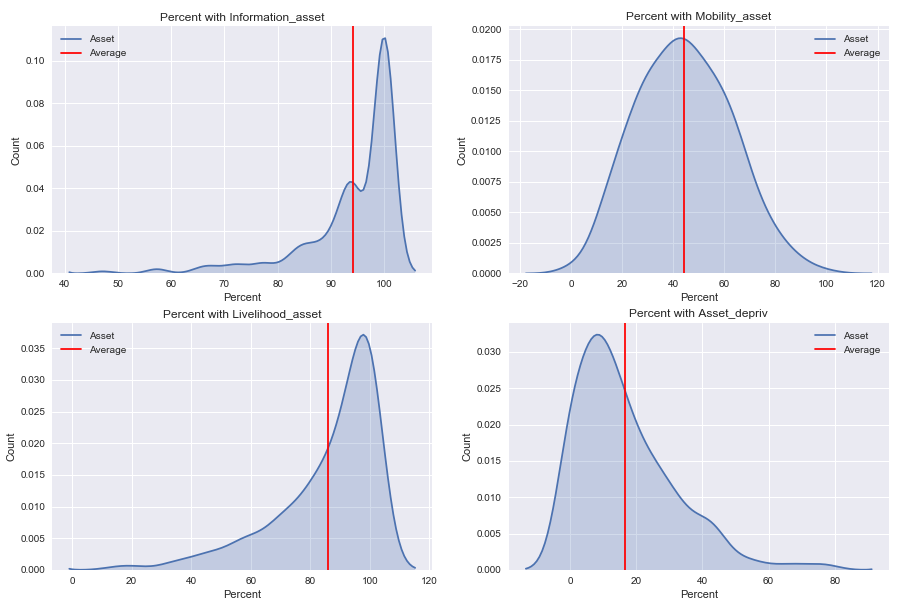 Percent with Information_asset
Asset
Average
0.10
0.08
0.06
0.04
0.02
0.00
Count
40 50 60 70 80 90 100
Percent
Percent with Mobility_asset
Asset
Average
0.0200
0.0175
0.0150
0.0125
0.0100
0.0075
0.0050
0.0025
0.0000
Count
−20 0 20 40 60 80 100 120
Percent
Percent with Livelihood_asset
Asset
Average
0.035
0.030
0.025
0.020
0.015
0.010
0.005
0.000
Count
0 20 40 60 80 100 120
Percent
Percent with Asset_depriv
Asset
Average
0.030
0.025
0.020
0.015
0.010
0.005
0.000
Count
0 20 40 60 80
Percent